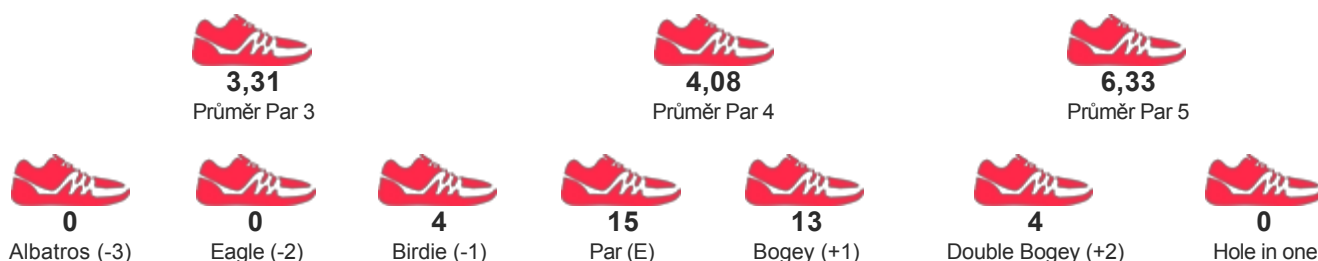 3,31 4,08 6,33
Průměr Par 3 Průměr Par 4 Průměr Par 5
0 0 4 15 13 4 0
Albatros (-3) Eagle (-2) Birdie (-1) Par (E) Bogey (+1) Double Bogey (+2) Hole in one